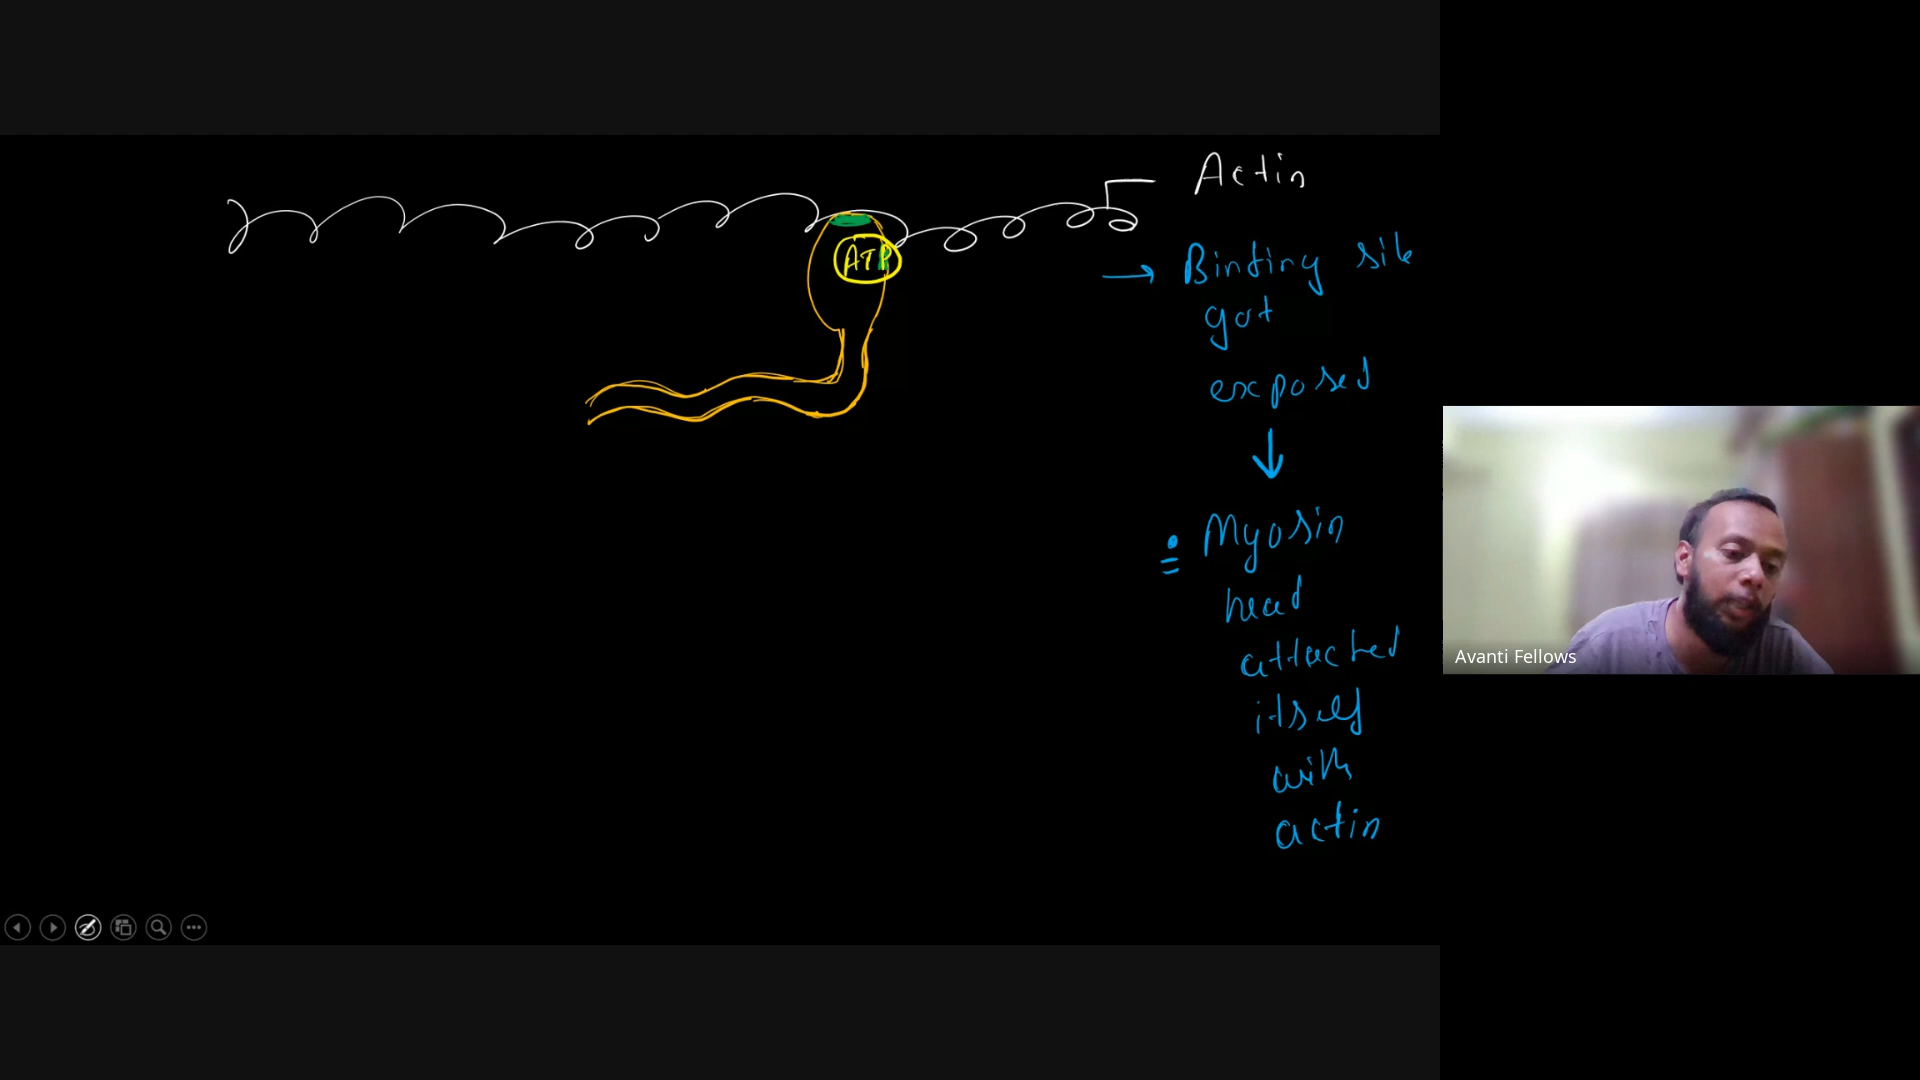 Actin
ATP
→ Binding site
got
exposed
↓
Myosin
head
attached
itself
with
actin
Avanti Fellows